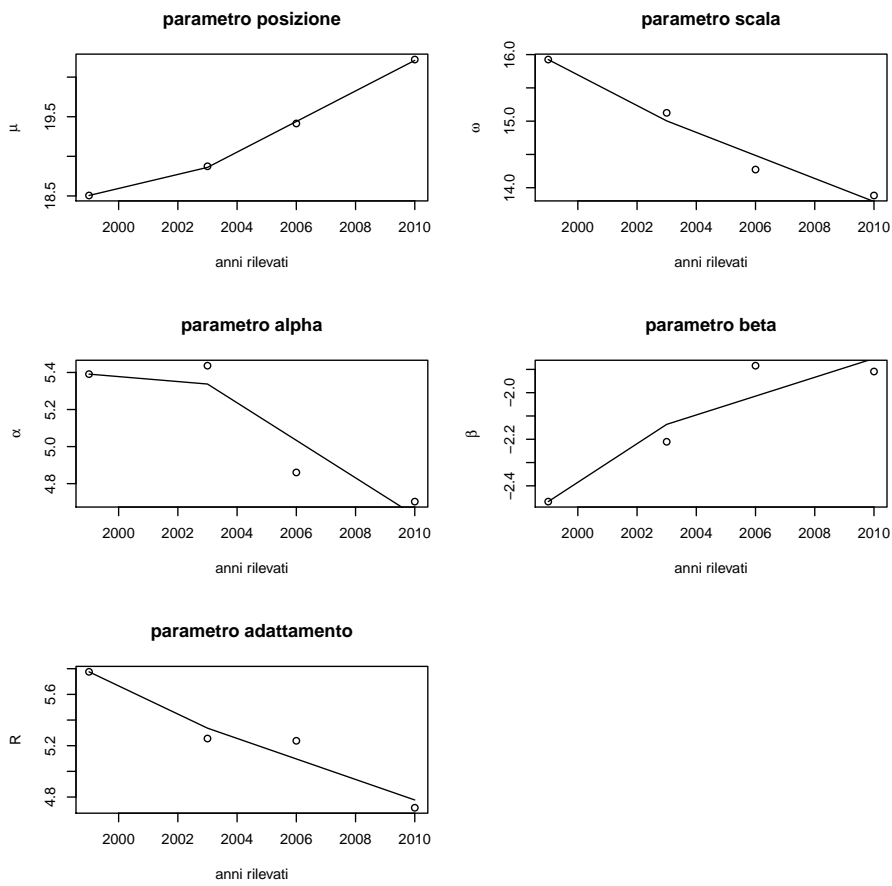 parametro posizione
μ
18.5 19.5
2000 2002 2004 2006 2008 2010
anni rilevati
parametro scala
ω
14.0 15.0 16.0
2000 2002 2004 2006 2008 2010
anni rilevati
parametro alpha
α
4.8 5.0 5.2 5.4
2000 2002 2004 2006 2008 2010
anni rilevati
parametro beta
β
−2.4 −2.2 −2.0
2000 2002 2004 2006 2008 2010
anni rilevati
parametro adattamento
R
4.8 5.2 5.6
2000 2002 2004 2006 2008 2010
anni rilevati